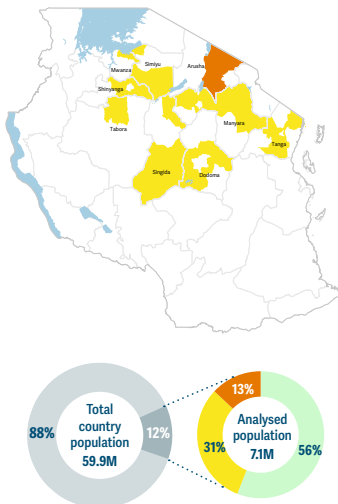 Simiyu
Arusha
Mwanza
Shinyanga
Tabora
Manyara
Tanga
Singida
Dodoma
88%
Total
country
population
59.9M
12%
13%
31%
Analysed
population
7.1M
56%